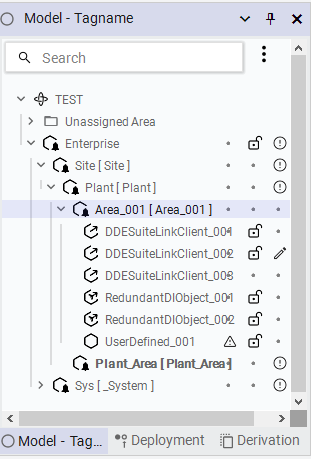 Model - Tagname
Search
TEST
Unassigned Area
Enterprise
Site [ Site ]
Plant [ Plant ]
Area_001 [ Area_001 ]
DDESuiteLinkClient_001
DDESuiteLinkClient_002
DDESuiteLinkClient_003
RedundantDIObject_001
RedundantDIObject_002
UserDefined_001
Plant_Area [Plant_Area]
Sys [ _System ]
Model - Tag... Deployment Derivation